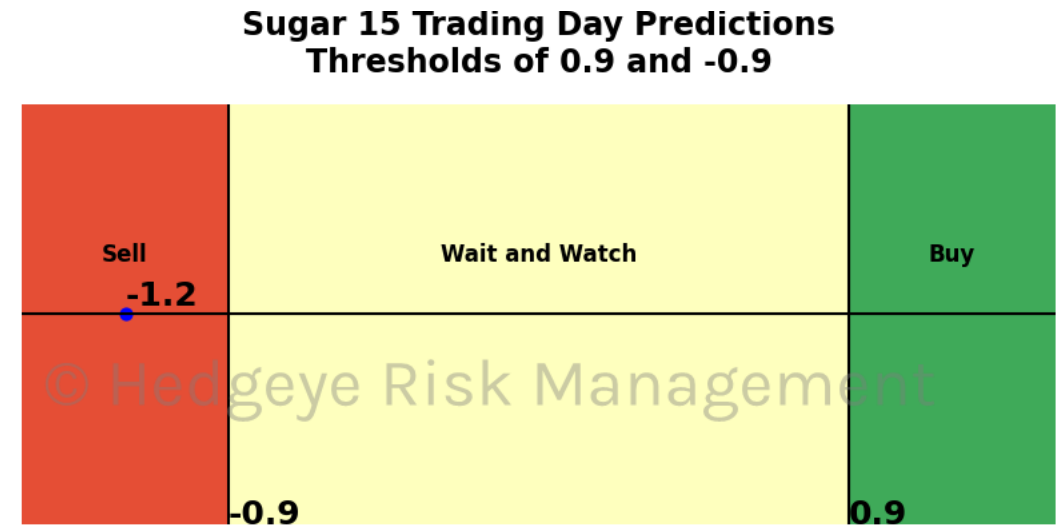 Sugar 15 Trading Day Predictions
Thresholds of 0.9 and -0.9
Sell
Wait and Watch
Buy
-1.2
© Hedgeye Risk Management
-0.9
0.9